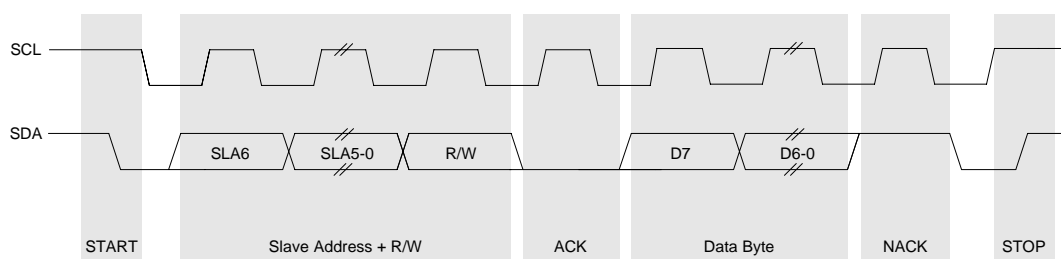 SCL
SDA
SLA6 SLA5-0 R/W D7 D6-0
START Slave Address + R/W ACK Data Byte NACK STOP